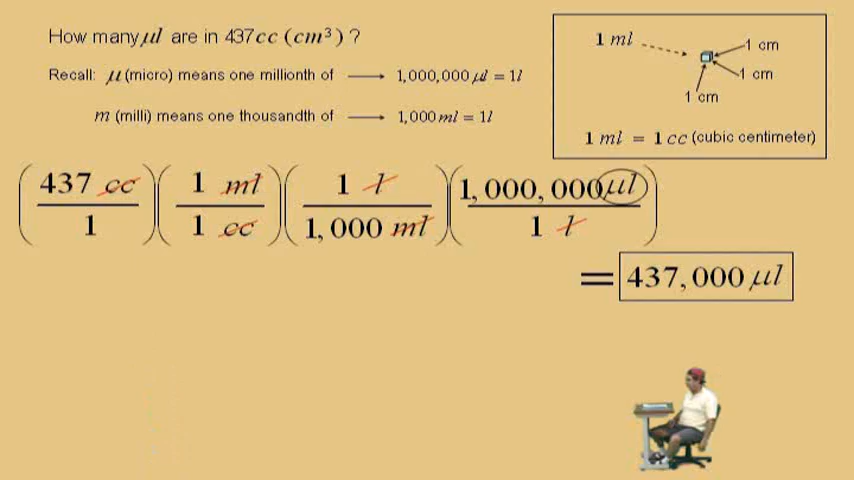 How many µl are in 437cc (cm³) ?
Recall: µ (micro) means one millionth of → 1,000,000 µl = 1l
m (milli) means one thousandth of → 1,000 ml = 1l
1 ml
1 cm
1 cm
1 cm
1 ml = 1 cc (cubic centimeter)
(437 cc / 1)(1 ml / 1 cc)(1 l / 1,000 ml)(1,000,000 µl / 1 l)
= 437,000 µl